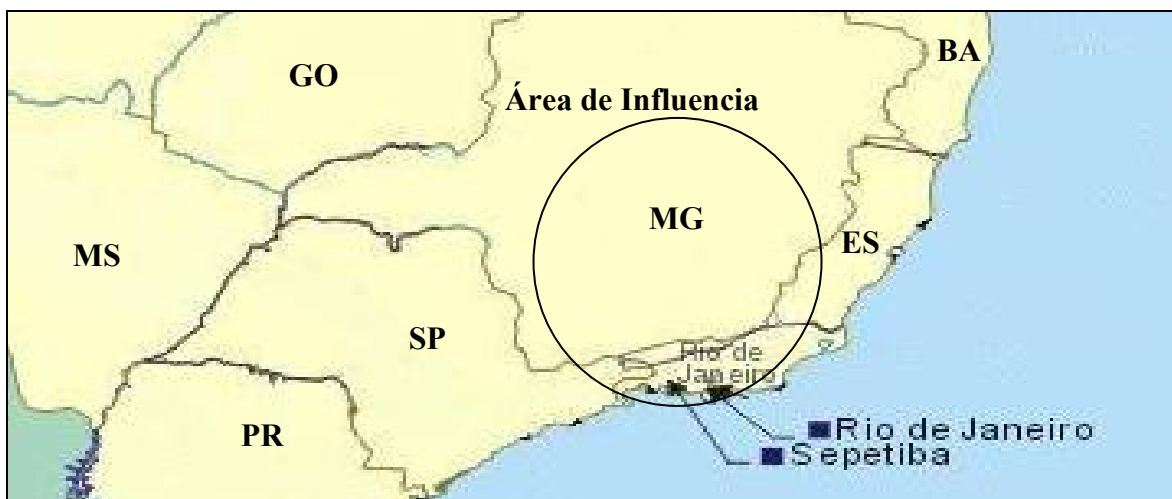 BA
GO
Área de Influencia
MG
ES
MS
SP
Rio de
Janeiro
PR
Rio de Janeiro
Sepetiba